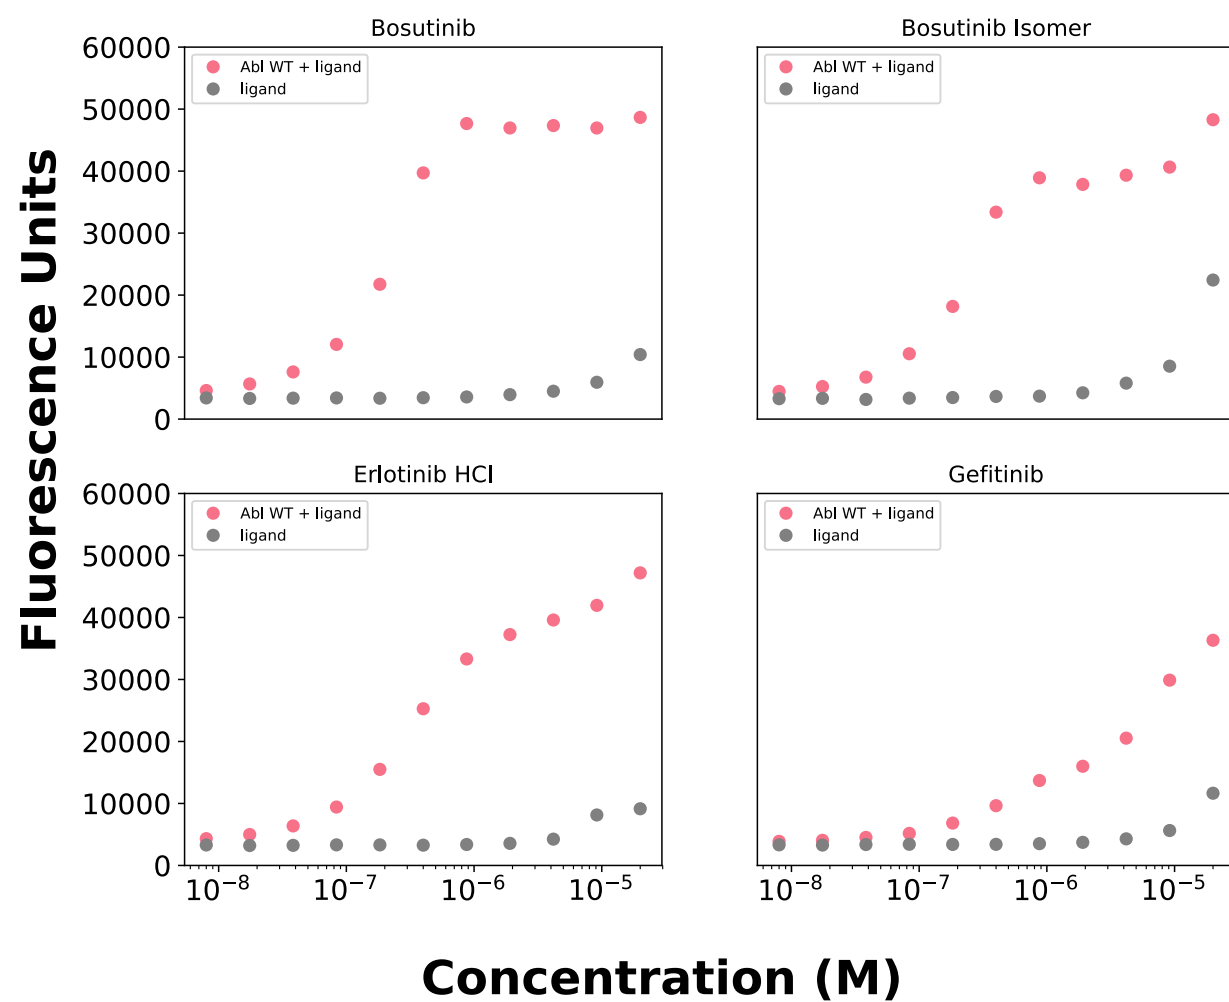 Bosutinib
Bosutinib Isomer
60000
50000
40000
30000
20000
10000
0
Abl WT + ligand
ligand
Abl WT + ligand
ligand
Fluorescence Units
Erlotinib HCl
Gefitinib
60000
50000
40000
30000
20000
10000
0
Abl WT + ligand
ligand
Abl WT + ligand
ligand
10⁻⁸ 10⁻⁷ 10⁻⁶ 10⁻⁵
10⁻⁸ 10⁻⁷ 10⁻⁶ 10⁻⁵
Concentration (M)